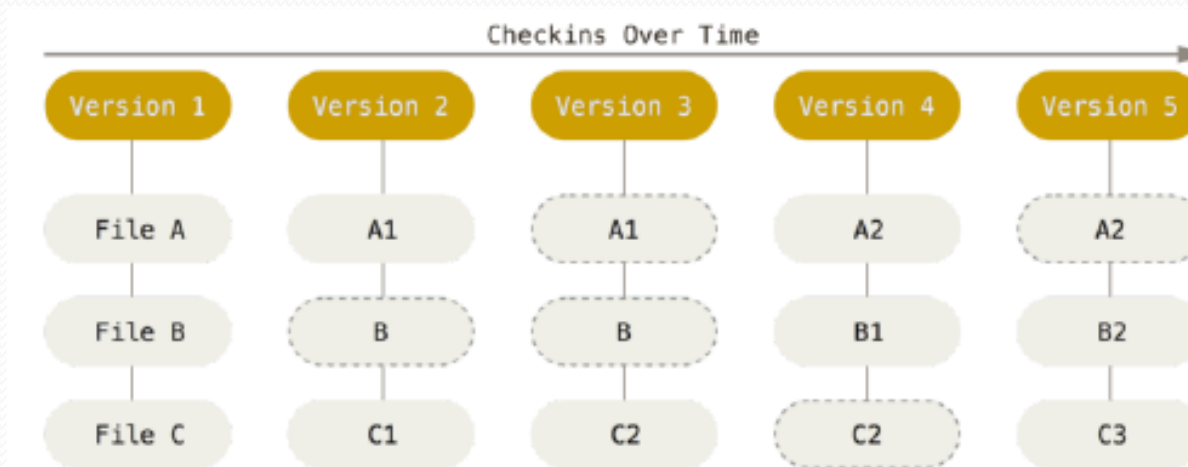 Checkins Over Time
Version 1 Version 2 Version 3 Version 4 Version 5
File A A1 A1 A2 A2
File B B B B1 B2
File C C1 C2 C2 C3